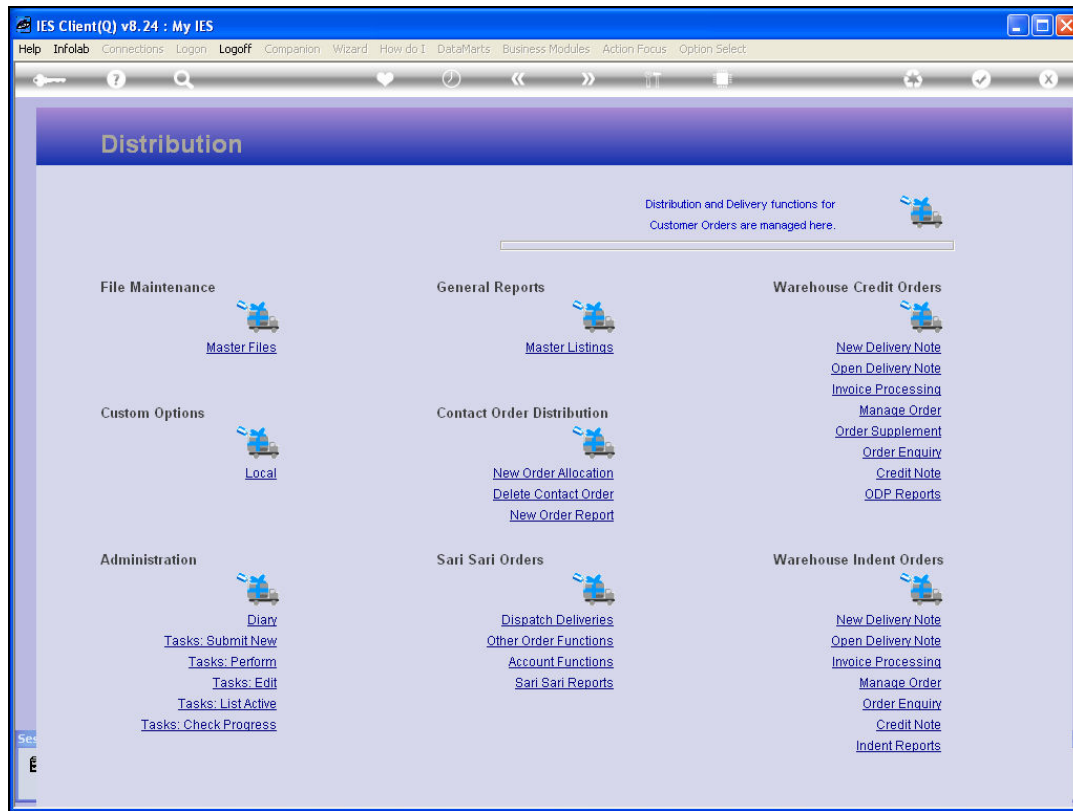 IES Client(Q) v8.24 : My IES
Help Infolab Connections Logon Logoff Companion Wizard How do I DataMarts Business Modules Action Focus Option Select
Distribution
Distribution and Delivery functions for
Customer Orders are managed here.
File Maintenance
Master Files
General Reports
Master Listings
Warehouse Credit Orders
New Delivery Note
Open Delivery Note
Invoice Processing
Manage Order
Order Supplement
Order Enquiry
Credit Note
ODP Reports
Custom Options
Local
Contact Order Distribution
New Order Allocation
Delete Contact Order
New Order Report
Administration
Diary
Tasks: Submit New
Tasks: Perform
Tasks: Edit
Tasks: List Active
Tasks: Check Progress
Sari Sari Orders
Dispatch Deliveries
Other Order Functions
Account Functions
Sari Sari Reports
Warehouse Indent Orders
New Delivery Note
Open Delivery Note
Invoice Processing
Manage Order
Order Enquiry
Credit Note
Indent Reports